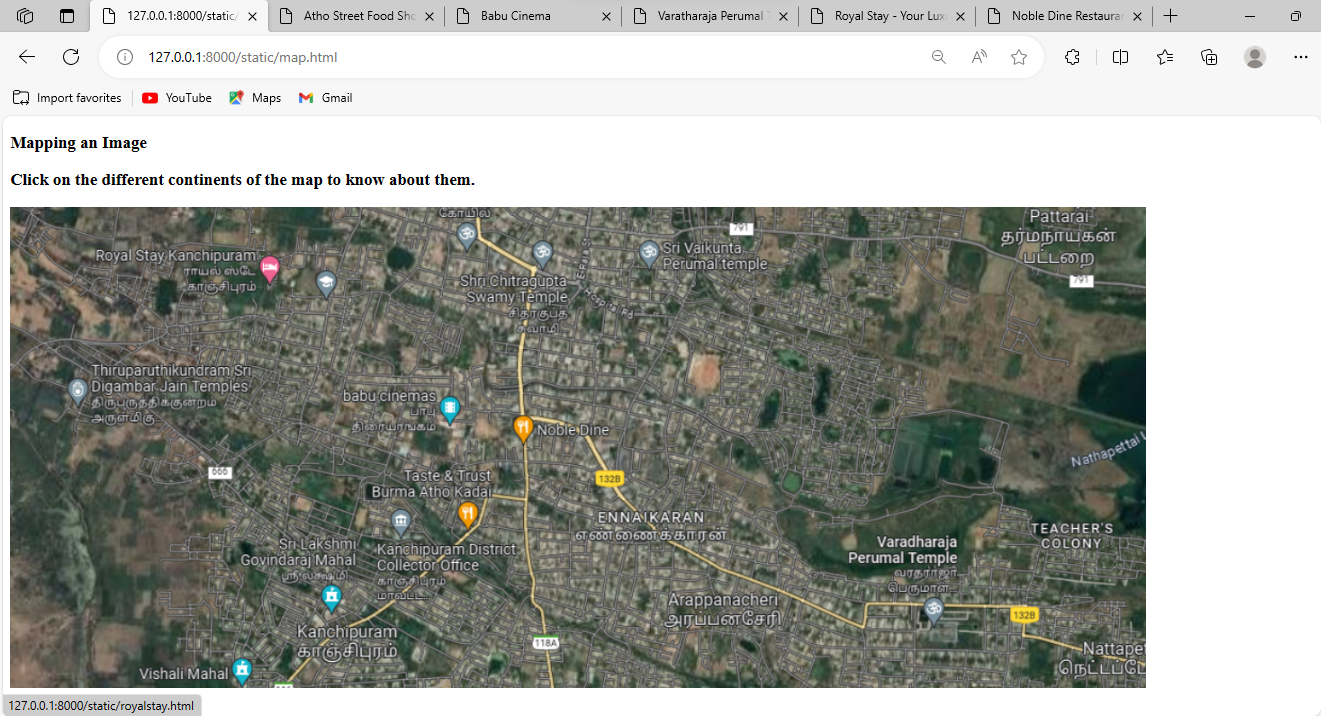 127.0.0.1:8000/static/
Atho Street Food Sho
Babu Cinema
Varatharaja Perumal T
Royal Stay - Your Lux
Noble Dine Restaurar
127.0.0.1:8000/static/map.html
Import favorites
YouTube
Maps
Gmail
Mapping an Image
Click on the different continents of the map to know about them.
கோயில்
791
Pattarai
தர்மநாயகன்
பட்டறை
791
Royal Stay Kanchipuram
ராயல் ஸ்டே
காஞ்சிபுரம்
Sri Vaikunta
Perumal temple
Shri Chitragupta
Swamy Temple
சித்ரகுப்த
சுவாமி
Hospital Rd
Thiruparuthikundram Sri
Digambar Jain Temples
திருபருத்திக்குன்றம்
அருள்மிகு
babu cinemas
பாபு
திரையரங்கம்
Noble Dine
Nathapettai
132B
Taste & Trust
Burma Atho Kadai
ENNAIKARAN
எண்ணைக்காரன்
TEACHER'S
COLONY
Sri Lakshmi
Govindaraj Mahal
ஸ்ரீ லக்ஷ்மி
Kanchipuram District
Collector Office
காஞ்சிபுரம்
மாவட்ட
Varadharaja
Perumal Temple
வரதராஜா
பெருமாள்
Arappanacheri
அரப்பனசேரி
132B
Kanchipuram
காஞ்சிபுரம்
118A
Nattapet
நெட்டப்பே
Vishali Mahal
127.0.0.1:8000/static/royalstay.html